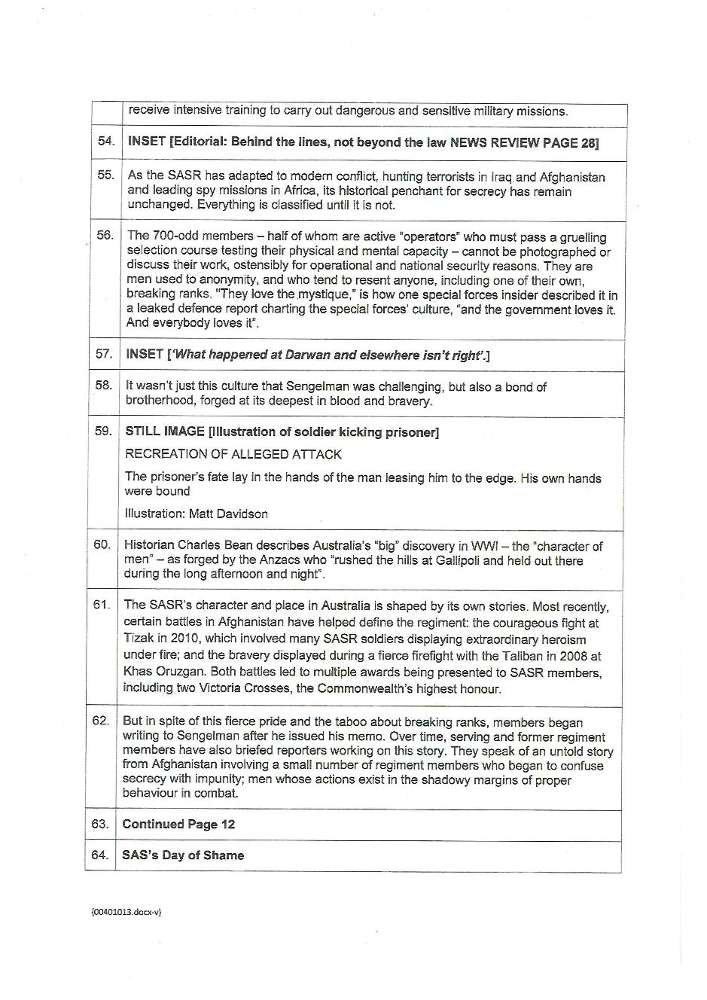 receive intensive training to carry out dangerous and sensitive military missions.
54. INSET [Editorial: Behind the lines, not beyond the law NEWS REVIEW PAGE 28]
55. As the SASR has adapted to modern conflict, hunting terrorists in Iraq and Afghanistan
and leading spy missions in Africa, its historical penchant for secrecy has remain
unchanged. Everything is classified until it is not.
56. The 700-odd members – half of whom are active “operators” who must pass a gruelling
selection course testing their physical and mental capacity – cannot be photographed or
discuss their work, ostensibly for operational and national security reasons. They are
men used to anonymity, and who tend to resent anyone, including one of their own,
breaking ranks. "They love the mystique,” is how one special forces insider described it in
a leaked defence report charting the special forces’ culture, “and the government loves it.
And everybody loves it”.
57. INSET [‘What happened at Darwan and elsewhere isn’t right’.]
58. It wasn’t just this culture that Sengelman was challenging, but also a bond of
brotherhood, forged at its deepest in blood and bravery.
59. STILL IMAGE [Illustration of soldier kicking prisoner]
RECREATION OF ALLEGED ATTACK
The prisoner’s fate lay in the hands of the man leasing him to the edge. His own hands
were bound
Illustration: Matt Davidson
60. Historian Charles Bean describes Australia’s “big” discovery in WWI – the “character of
men” – as forged by the Anzacs who “rushed the hills at Gallipoli and held out there
during the long afternoon and night”.
61. The SASR’s character and place in Australia is shaped by its own stories. Most recently,
certain battles in Afghanistan have helped define the regiment: the courageous fight at
Tizak in 2010, which involved many SASR soldiers displaying extraordinary heroism
under fire; and the bravery displayed during a fierce firefight with the Taliban in 2008 at
Khas Oruzgan. Both battles led to multiple awards being presented to SASR members,
including two Victoria Crosses, the Commonwealth’s highest honour.
62. But in spite of this fierce pride and the taboo about breaking ranks, members began
writing to Sengelman after he issued his memo. Over time, serving and former regiment
members have also briefed reporters working on this story. They speak of an untold story
from Afghanistan involving a small number of regiment members who began to confuse
secrecy with impunity; men whose actions exist in the shadowy margins of proper
behaviour in combat.
63. Continued Page 12
64. SAS’s Day of Shame
{00401013.docx-v}